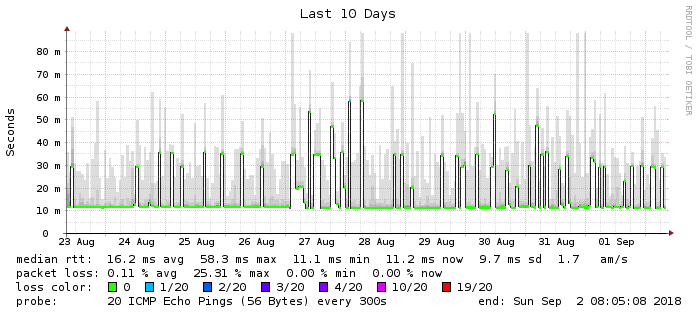 Last 10 Days
RRDTOOL / TOBI OETIKER
Seconds
80 m
70 m
60 m
50 m
40 m
30 m
20 m
10 m
0
23 Aug 24 Aug 25 Aug 26 Aug 27 Aug 28 Aug 29 Aug 30 Aug 31 Aug 01 Sep
median rtt: 16.2 ms avg 58.3 ms max 11.1 ms min 11.2 ms now 9.7 ms sd 1.7 am/s
packet loss: 0.11 % avg 25.31 % max 0.00 % min 0.00 % now
loss color: 0 1/20 2/20 3/20 4/20 10/20 19/20
probe: 20 ICMP Echo Pings (56 Bytes) every 300s end: Sun Sep 2 08:05:08 2018